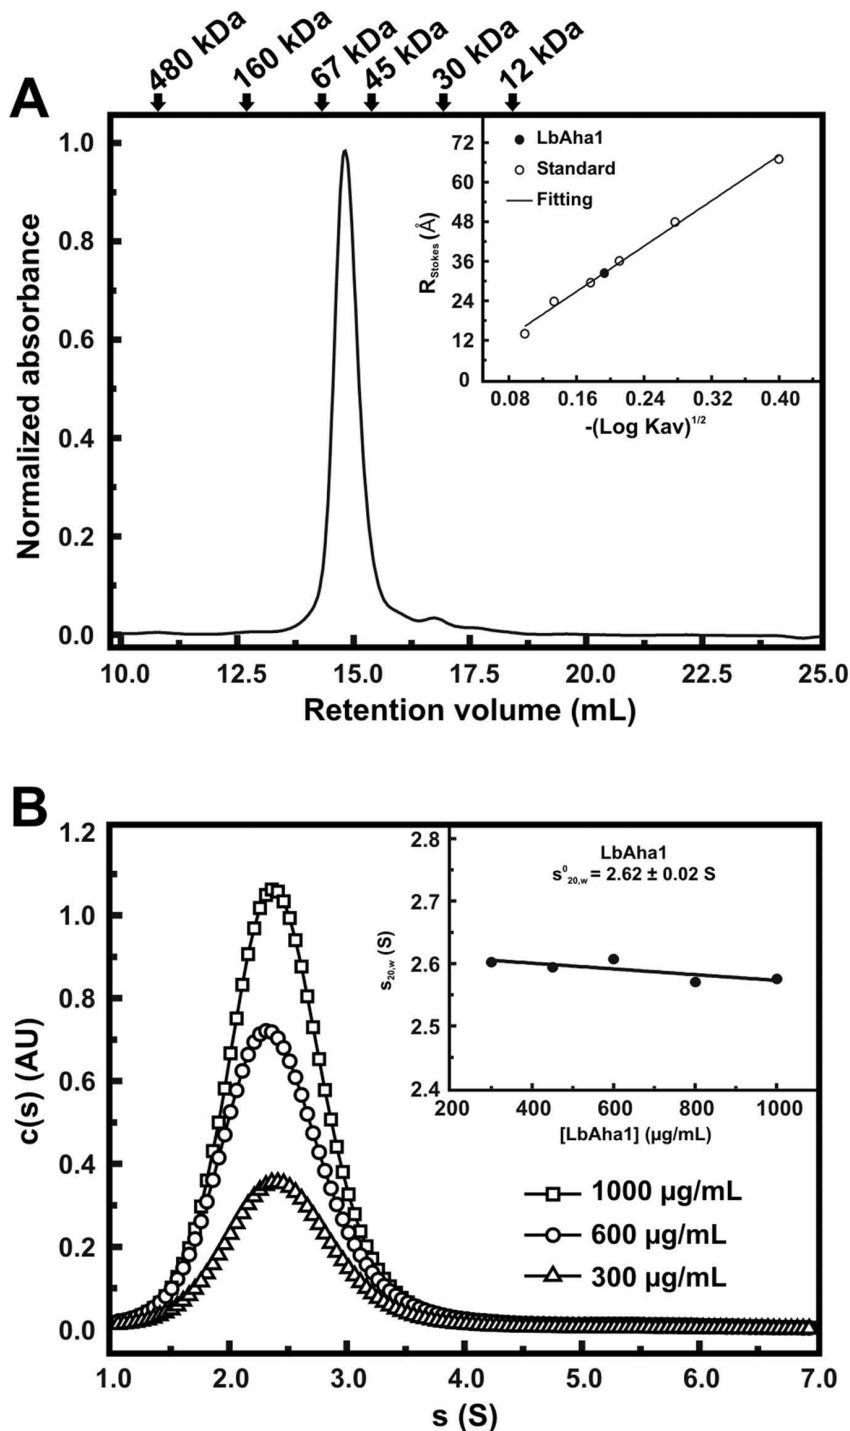 480 kDa
160 kDa
67 kDa
45 kDa
30 kDa
12 kDa
A
Normalized absorbance
1.0
0.8
0.6
0.4
0.2
0.0
10.0 12.5 15.0 17.5 20.0 22.5 25.0
Retention volume (mL)
LbAha1
Standard
Fitting
R_Stokes (Å)
72
60
48
36
24
12
0
0.08 0.16 0.24 0.32 0.40
-(Log Kav)^1/2
B
c(s) (AU)
1.2
1.0
0.8
0.6
0.4
0.2
0.0
1.0 2.0 3.0 4.0 5.0 6.0 7.0
s (S)
LbAha1
s^0_20,w = 2.62 ± 0.02 S
s_20,w (S)
2.8
2.7
2.6
2.5
2.4
200 400 600 800 1000
[LbAha1] (µg/mL)
1000 µg/mL
600 µg/mL
300 µg/mL